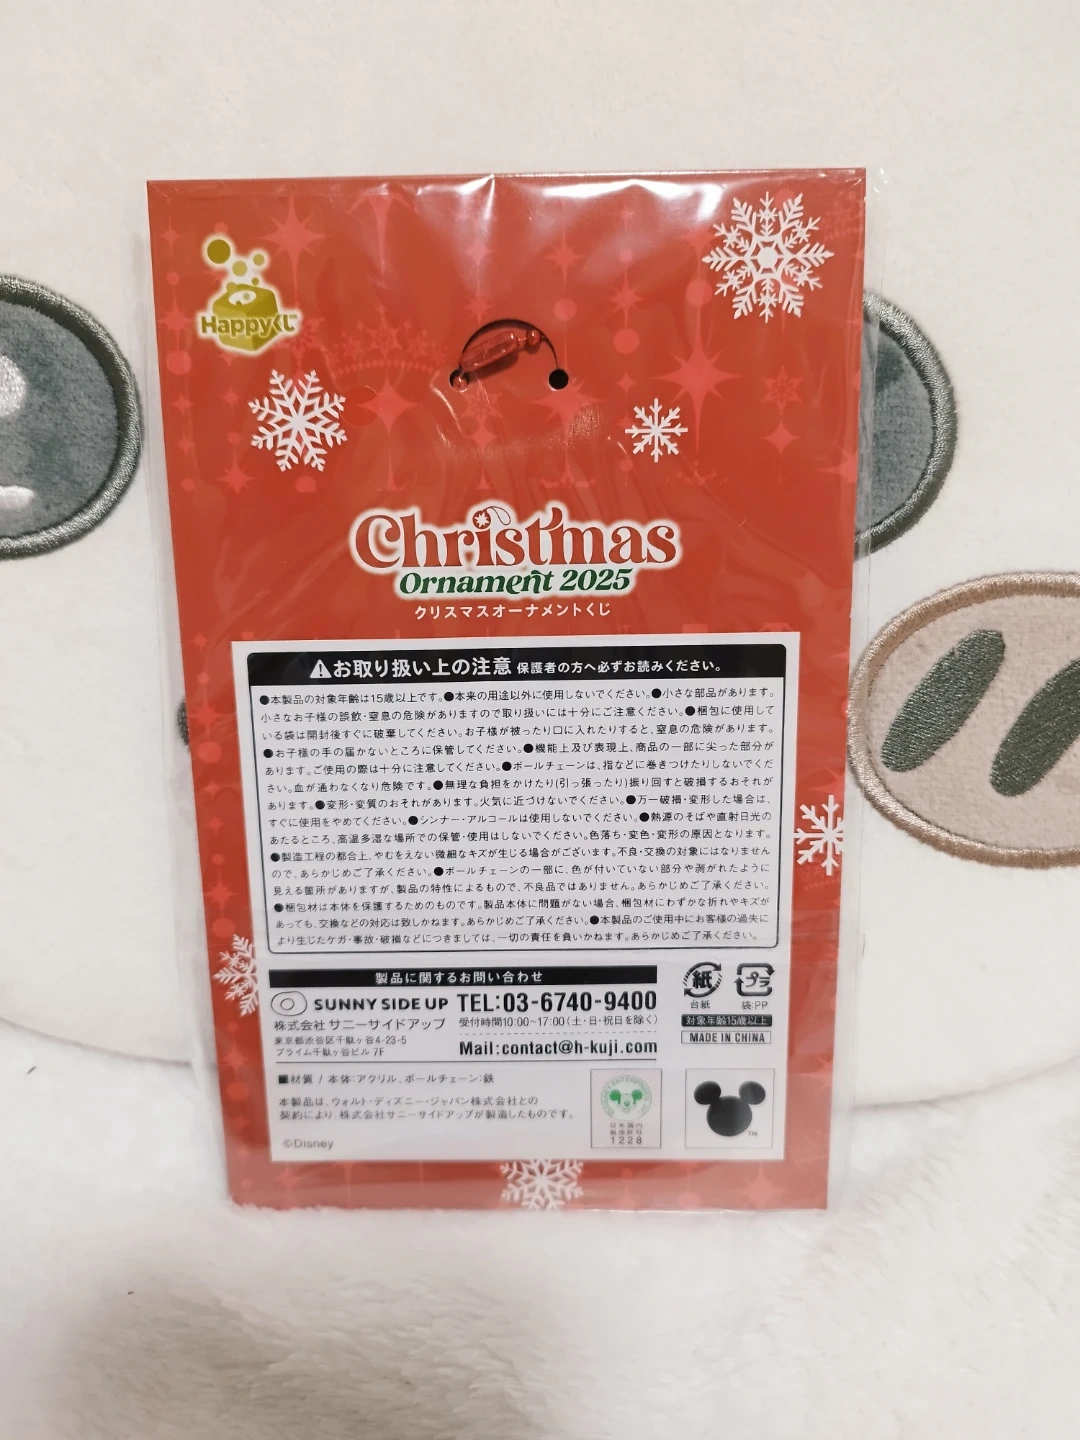 Happyくじ
Christmas
Ornament 2025
クリスマスオーナメントくじ
⚠お取り扱い上の注意 保護者の方へ必ずお読みください。
●本製品の対象年齢は15歳以上です。●本来の用途以外に使用しないでください。●小さな部品があります。
小さなお子様の誤飲・窒息の危険がありますので取り扱いには十分にご注意ください。●梱包に使用して
いる袋は開封後すぐに破棄してください。お子様が被ったり口に入れたりすると、窒息の危険があります。
●お子様の手の届かないところに保管してください。●機能上及び表現上、商品の一部に尖った部分が
あります。ご使用の際は十分に注意してください。●ボールチェーンは、指などに巻きつけたりしないでくだ
さい。血が通わなくなり危険です。●無理な負担をかけたり(引っ張ったり)振り回すと破損するおそれが
あります。●変形・変質のおそれがあります。火気に近づけないでください。●万一破損・変形した場合は、
すぐに使用をやめてください。●シンナー・アルコールは使用しないでください。●熱源のそばや直射日光の
あたるところ、高温多湿な場所での保管・使用はしないでください。色落ち・変色・変形の原因となります。
●製造工程の都合上、やむをえない微細なキズが生じる場合がございます。不良・交換の対象にはなりません
ので、あらかじめご了承ください。●ボールチェーンの一部に、色が付いていない部分や剥がれたように
見える箇所がありますが、製品の特性によるもので、不良品ではありません。あらかじめご了承ください。
●梱包材は本体を保護するためのものです。製品本体に問題がない場合、梱包材にわずかな折れやキズが
あっても、交換などの対応は致しかねます。あらかじめご了承ください。●本製品のご使用中にお客様の過失に
より生じたケガ・事故・破損などにつきましては、一切の責任を負いかねます。あらかじめご了承ください。
製品に関するお問い合わせ
SUNNY SIDE UP TEL:03-6740-9400
株式会社 サニーサイドアップ 受付時間10:00~17:00(土・日・祝日を除く)
東京都渋谷区千駄ヶ谷4-23-5
プライム千駄ヶ谷ビル 7F
Mail:contact@h-kuji.com
紙 プラ
台紙 袋:PP
対象年齢15歳以上
MADE IN CHINA
■材質 / 本体:アクリル、ボールチェーン:鉄
本製品は、ウォルト・ディズニー・ジャパン株式会社との
契約により、株式会社サニーサイドアップが製造したものです。
©Disney
日本国内
1228
TM